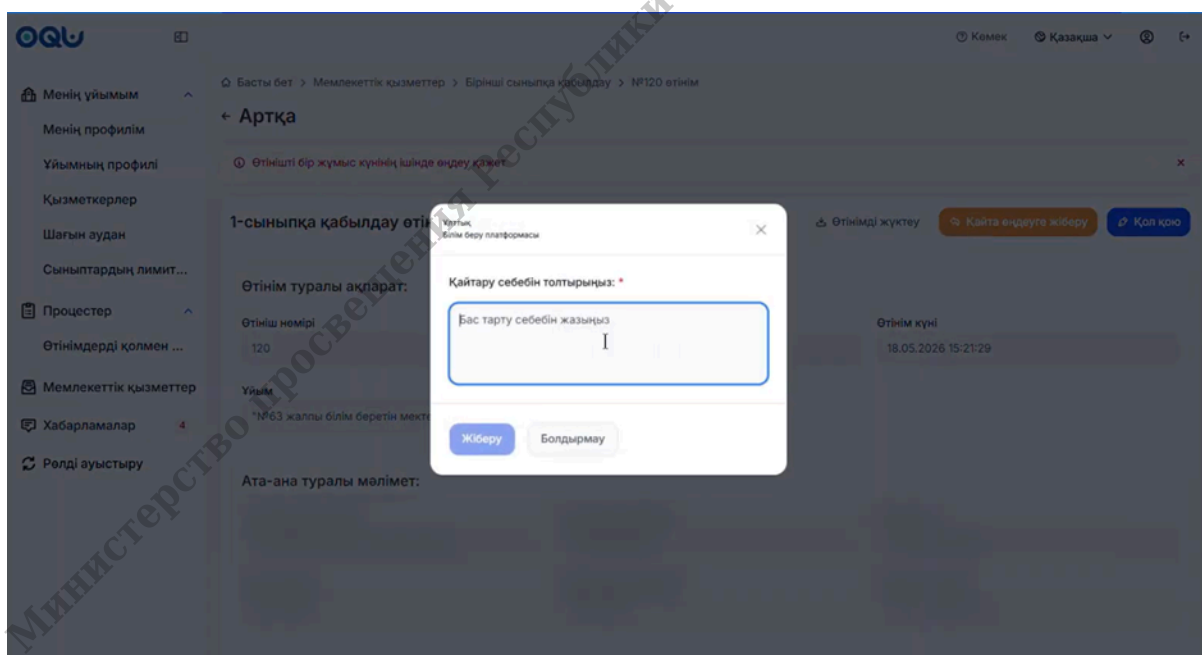 OQU
Көмек
Қазақша
Менің ұйымым
Менің профилім
Ұйымның профилі
Қызметкерлер
Шағын аудан
Сыныптардың лимит...
Процестер
Өтінімдерді қолмен ...
Мемлекеттік қызметтер
Хабарламалар 4
Рөлді ауыстыру
Басты бет > Мемлекеттік қызметтер > Бірінші сыныпқа қабылдау > №120 өтінім
← Артқа
Өтінішті бір жұмыс күнінің ішінде өңдеу қажет.
1-сыныпқа қабылдау өтін
Өтінімді жүктеу
Қайта өңдеуге жіберу
Қол қою
Өтінім туралы ақпарат:
Өтініш нөмірі
120
Өтінім күні
18.05.2026 15:21:29
Ұйым
"№63 жалпы білім беретін мекте
Ата-ана туралы мәлімет:
Ұлттық
Білім беру платформасы
Қайтару себебін толтырыңыз: *
Бас тарту себебін жазыңыз
Жіберу
Болдырмау
Министерство просвещения Республики